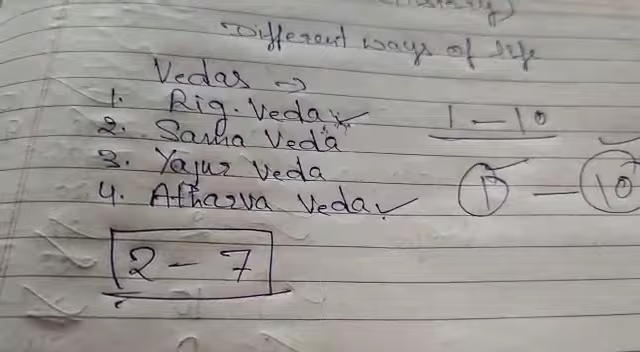 Different ways of life
Vedas →
1. Rig. Veda
2. Sama Veda
3. Yajur Veda
4. Atharva Veda
1 - 10
1 - 10
2 - 7